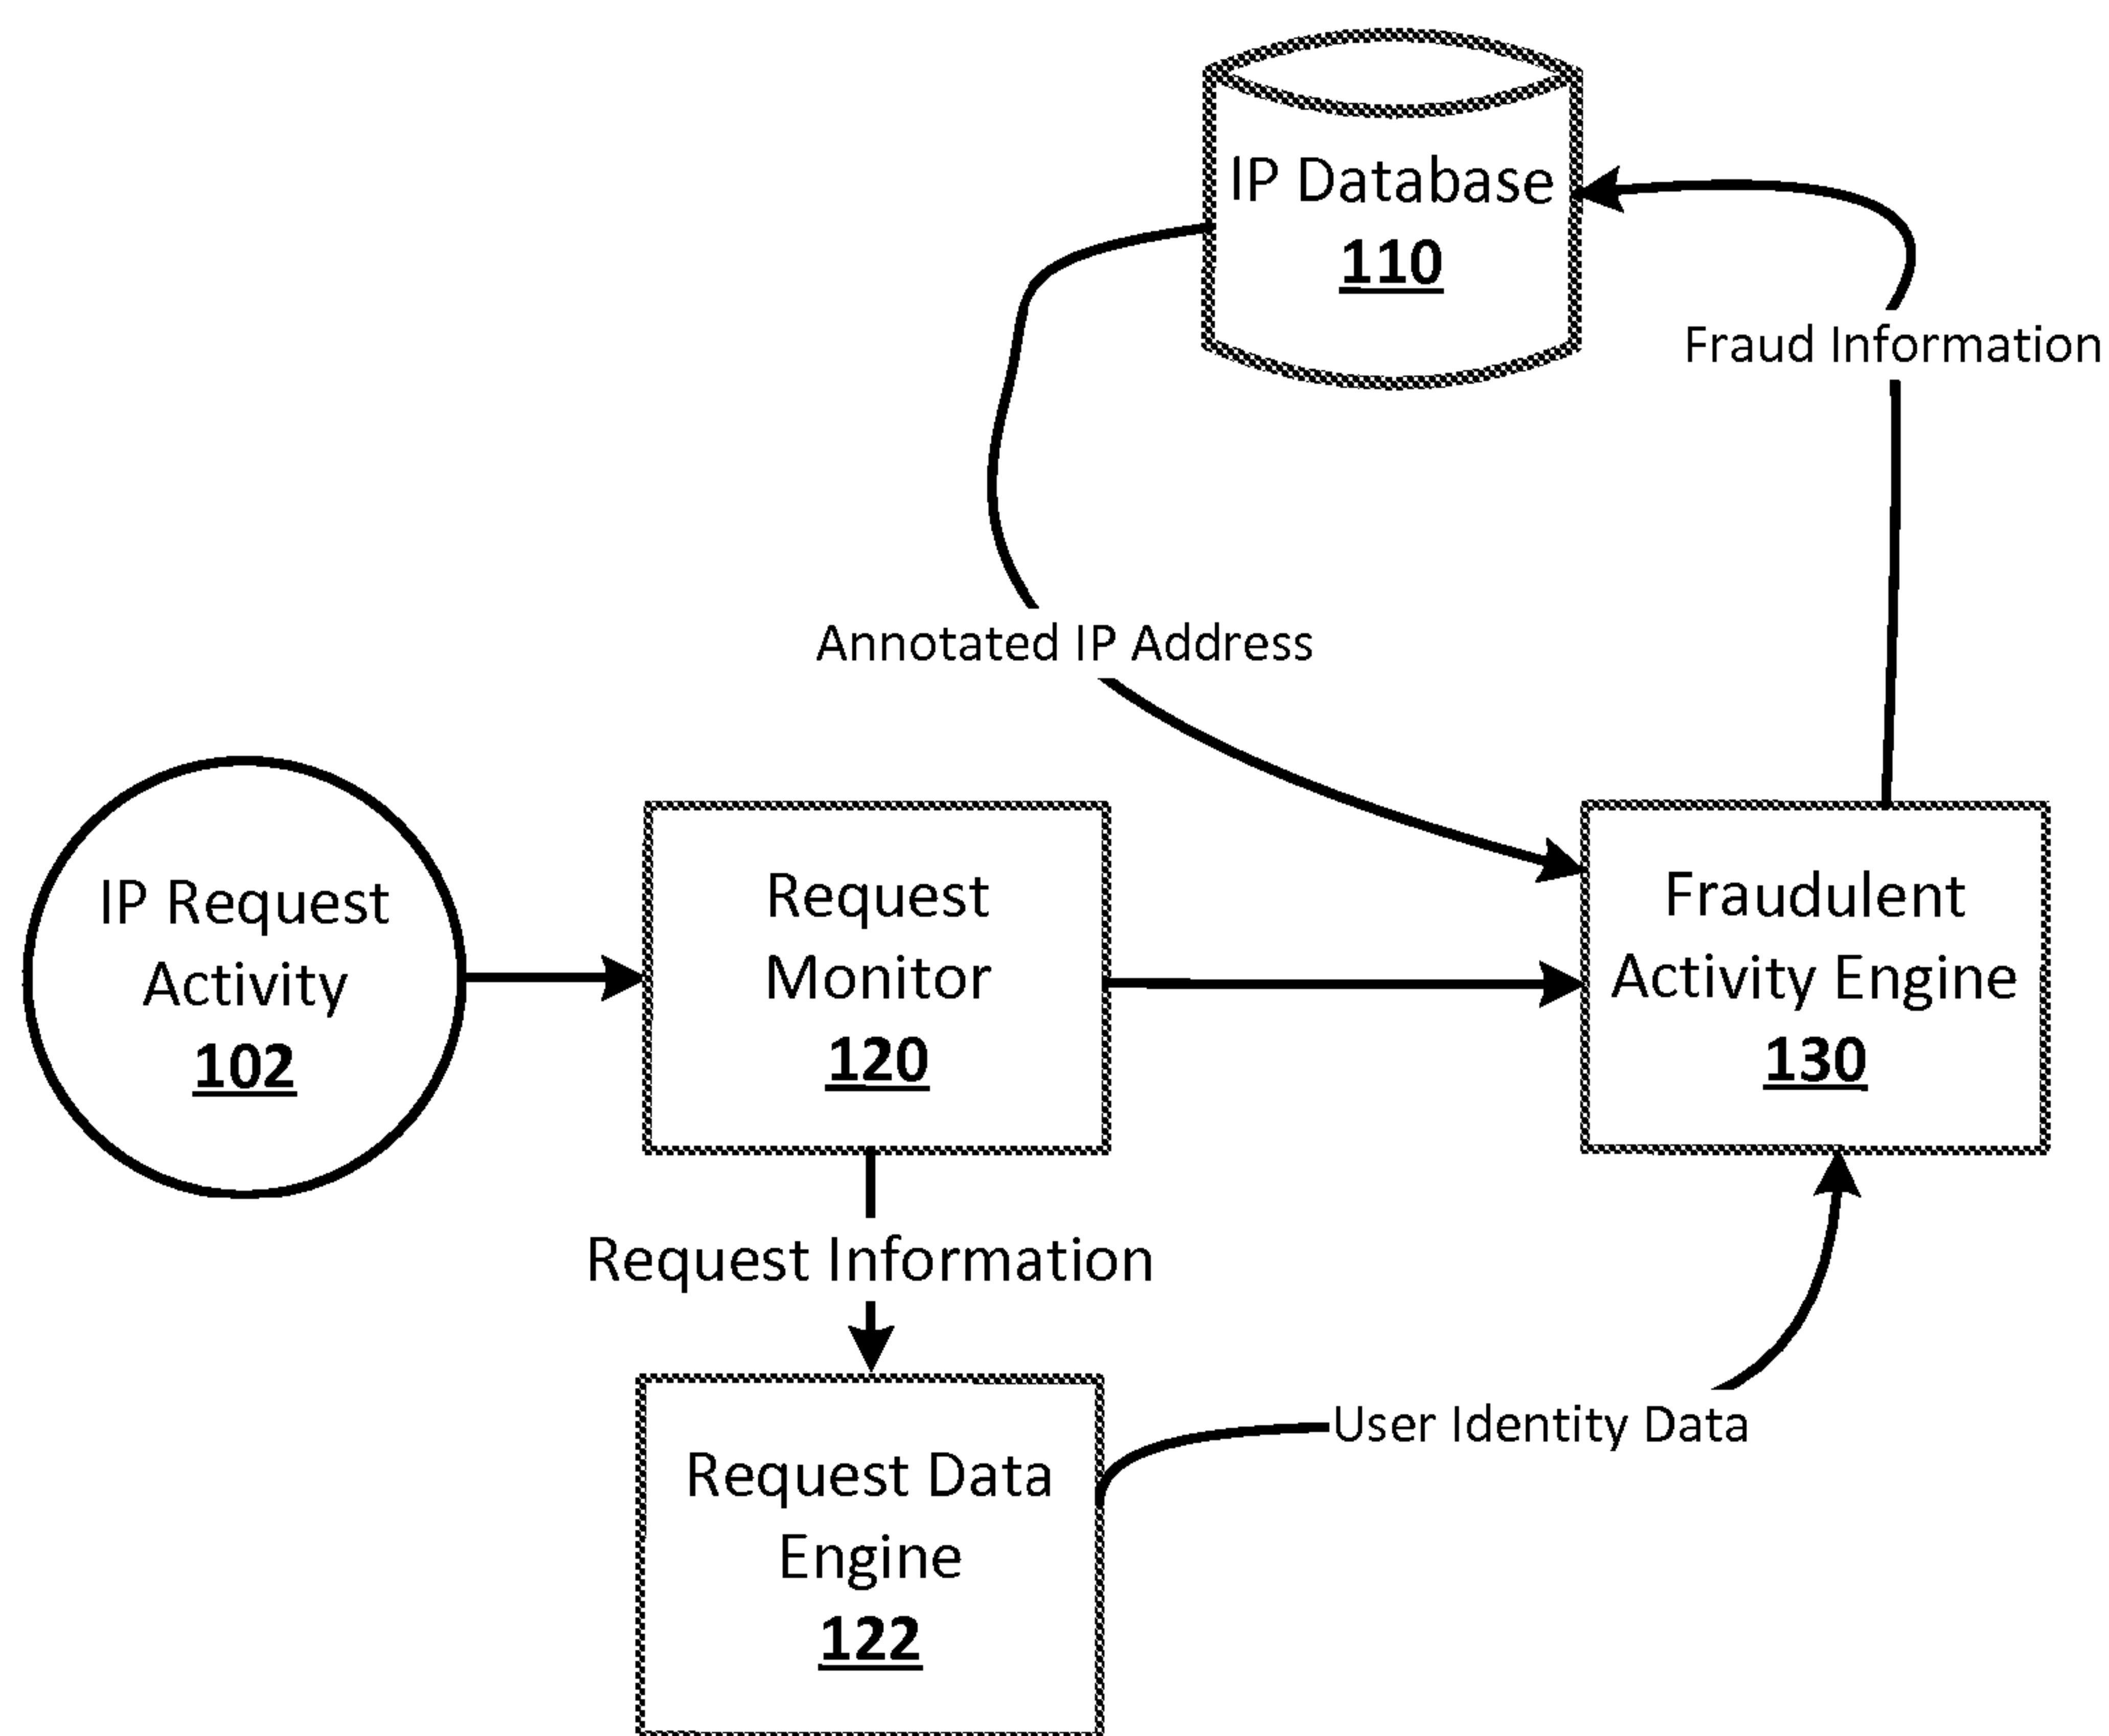 IP Database
110
Fraud Information
Annotated IP Address
IP Request
Activity
102
Request
Monitor
120
Fraudulent
Activity Engine
130
Request Information
User Identity Data
Request Data
Engine
122